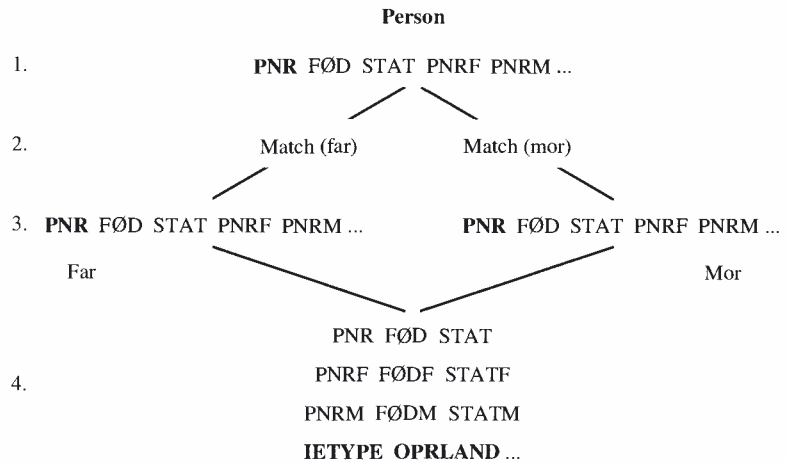 Person
1. PNR FØD STAT PNRF PNRM ...
2. Match (far) Match (mor)
3. PNR FØD STAT PNRF PNRM ... PNR FØD STAT PNRF PNRM ...
Far Mor
PNR FØD STAT
PNRF FØDF STATF
4.
PNRM FØDM STATM
IETYPE OPRLAND ...